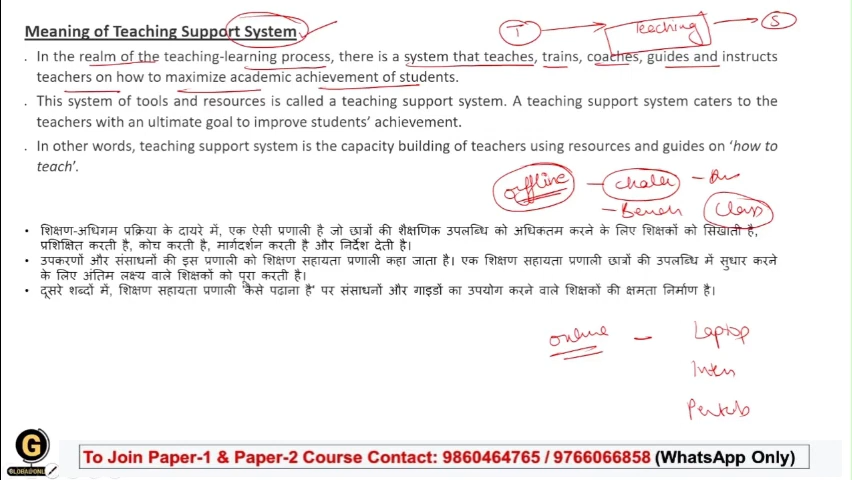 Meaning of Teaching Support System
T
Teaching
S
. In the realm of the teaching-learning process, there is a system that teaches, trains, coaches, guides and instructs
teachers on how to maximize academic achievement of students.
. This system of tools and resources is called a teaching support system. A teaching support system caters to the
teachers with an ultimate goal to improve students' achievement.
. In other words, teaching support system is the capacity building of teachers using resources and guides on 'how to
teach'.
offline –
– Bench
Class
• शिक्षण-अधिगम प्रक्रिया के दायरे में, एक ऐसी प्रणाली है जो छात्रों की शैक्षणिक उपलब्धि को अधिकतम करने के लिए शिक्षकों को सिखाती है,
प्रशिक्षित करती है, कोच करती है, मार्गदर्शन करती है और निर्देश देती है।
• उपकरणों और संसाधनों की इस प्रणाली को शिक्षण सहायता प्रणाली कहा जाता है। एक शिक्षण सहायता प्रणाली छात्रों की उपलब्धि में सुधार करने
के लिए अंतिम लक्ष्य वाले शिक्षकों को पूरा करती है।
• दूसरे शब्दों में, शिक्षण सहायता प्रणाली 'कैसे पढ़ाना है' पर संसाधनों और गाइडों का उपयोग करने वाले शिक्षकों की क्षमता निर्माण है।
online – Laptop
G
To Join Paper-1 & Paper-2 Course Contact: 9860464765 / 9766066858 (WhatsApp Only)